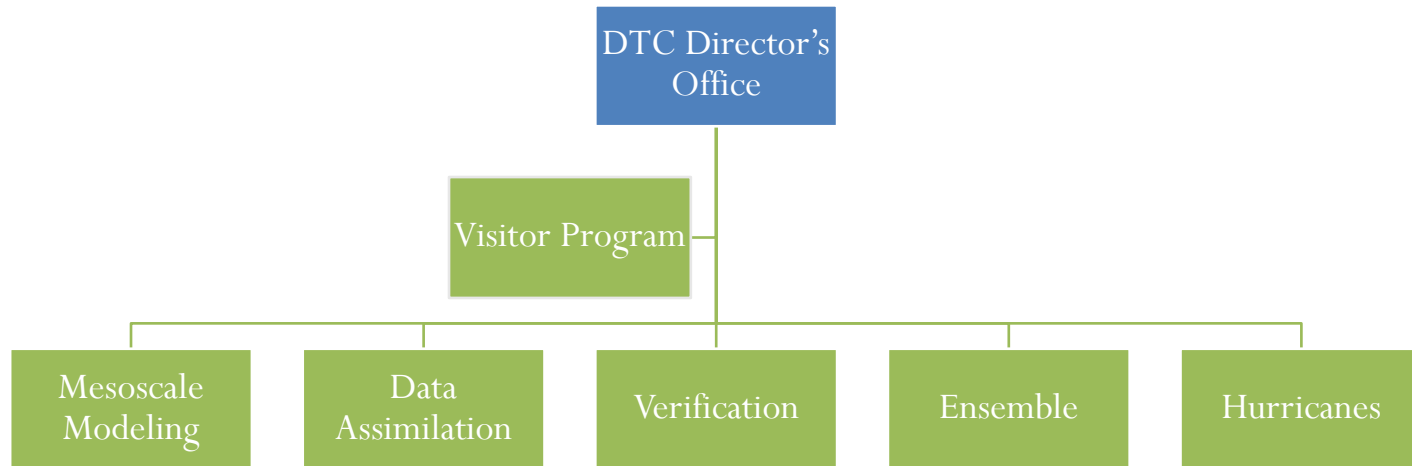 DTC Director’s
Office
Visitor Program
Mesoscale
Modeling
Data
Assimilation
Verification
Ensemble
Hurricanes